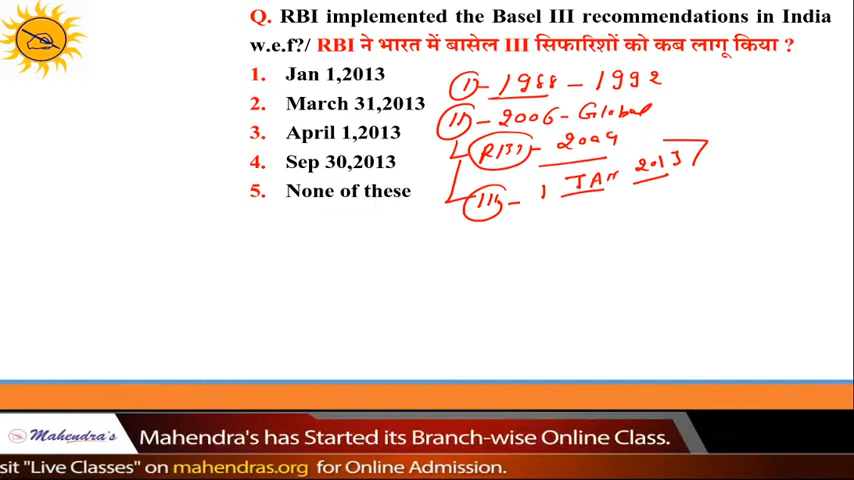 Q. RBI implemented the Basel III recommendations in India
w.e.f?/ RBI ने भारत में बासेल III सिफारिशों को कब लागू किया ?
1. Jan 1,2013
2. March 31,2013
3. April 1,2013
4. Sep 30,2013
5. None of these
I - 1988 - 1992
II - 2006 - Global
RBI - 2009
III - 1 JAN 2013
Mahendra's
Mahendra's has Started its Branch-wise Online Class.
sit "Live Classes" on mahendras.org for Online Admission.